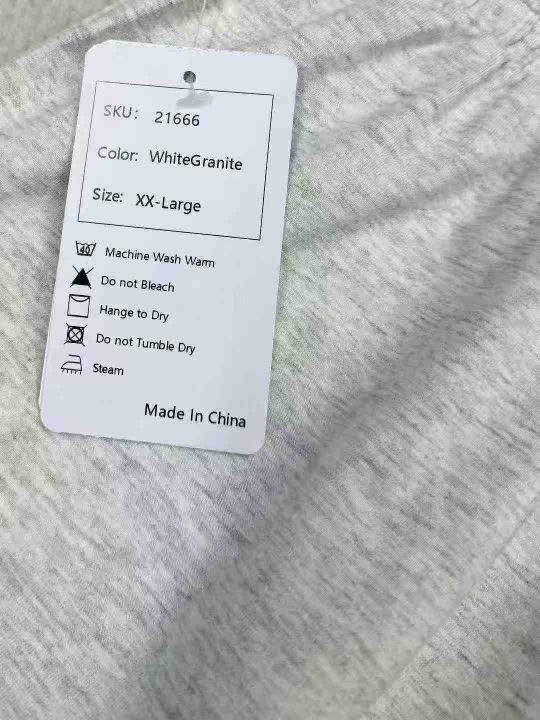 SKU: 21666
Color: WhiteGranite
Size: XX-Large
40 Machine Wash Warm
Do not Bleach
Hange to Dry
Do not Tumble Dry
Steam
Made In China